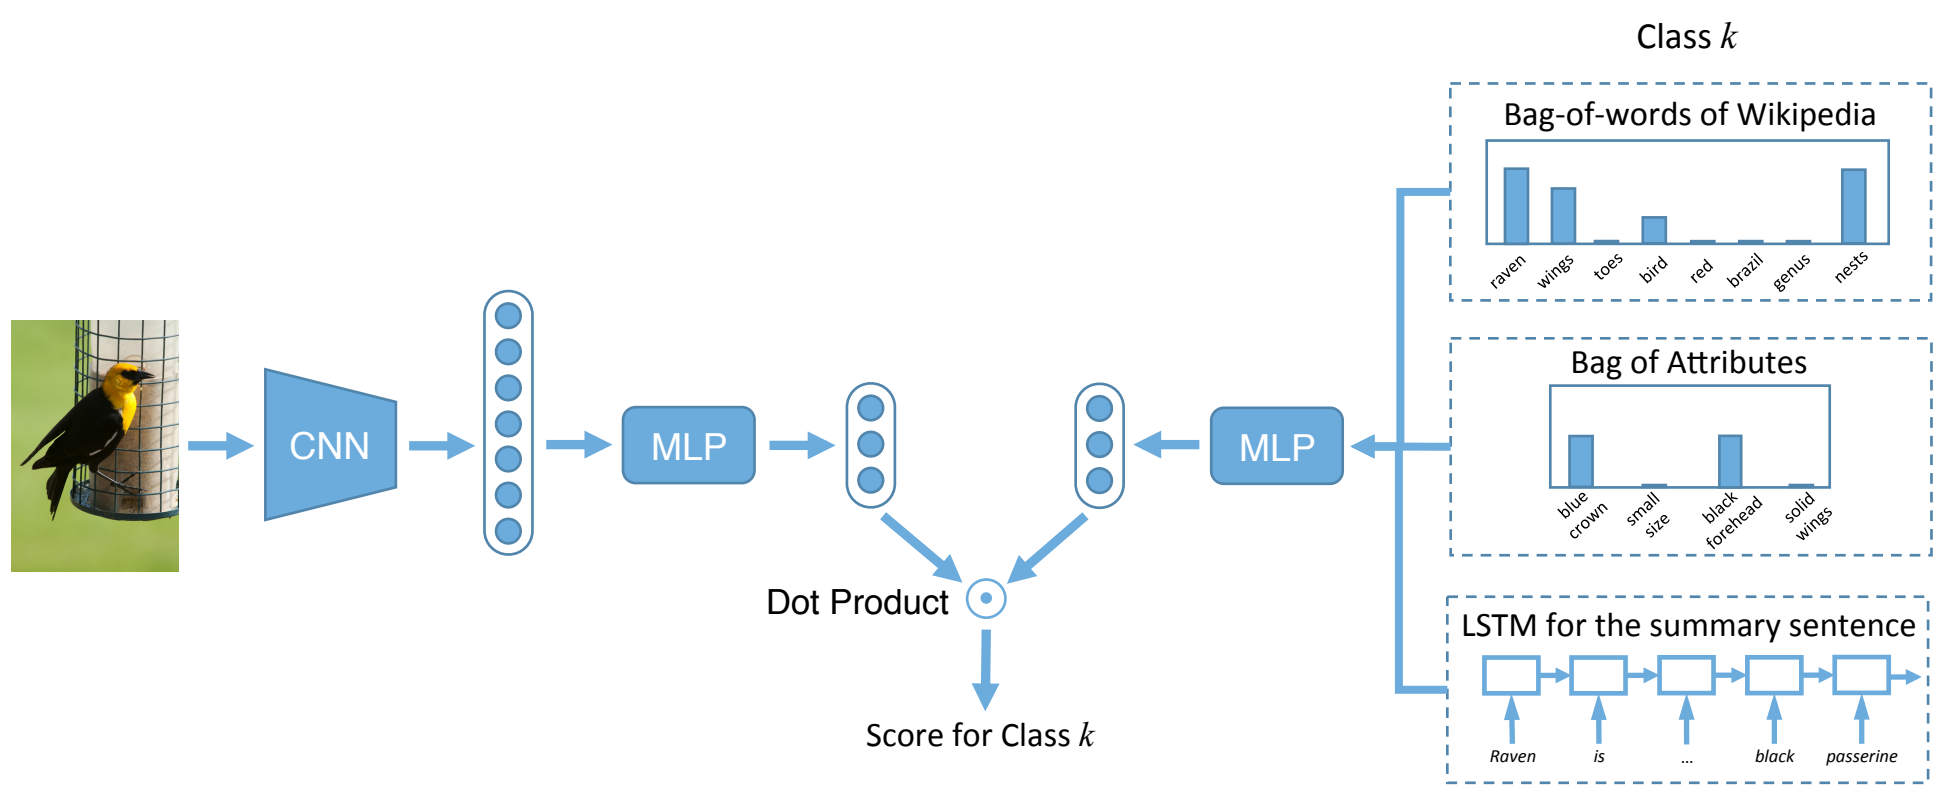 Class k
Bag-of-words of Wikipedia
raven wings toes bird red brazil genus nests
Bag of Attributes
blue crown
small size
black forehead
solid wings
LSTM for the summary sentence
Raven is ... black passerine
CNN
MLP
MLP
Dot Product
Score for Class k